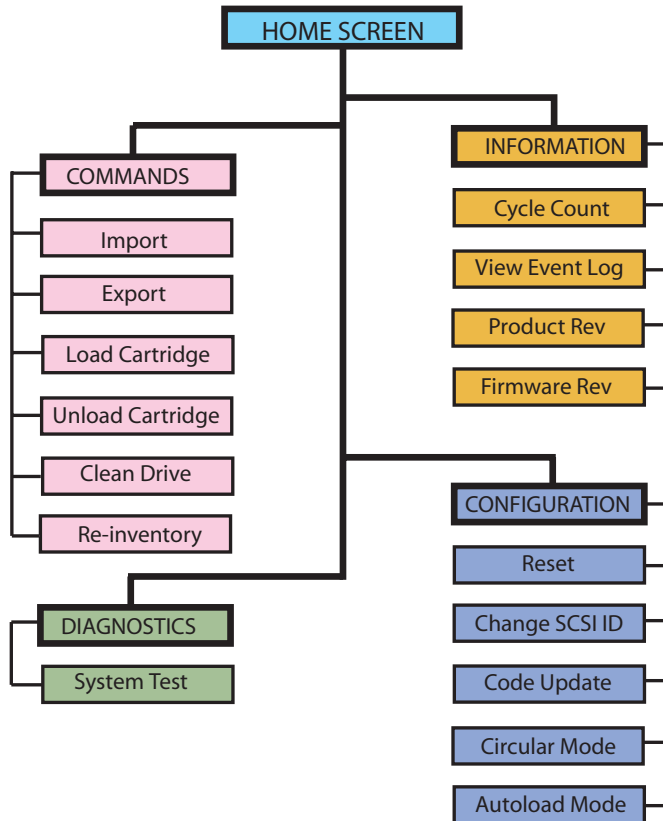 HOME SCREEN
COMMANDS
Import
Export
Load Cartridge
Unload Cartridge
Clean Drive
Re-inventory
DIAGNOSTICS
System Test
INFORMATION
Cycle Count
View Event Log
Product Rev
Firmware Rev
CONFIGURATION
Reset
Change SCSI ID
Code Update
Circular Mode
Autoload Mode